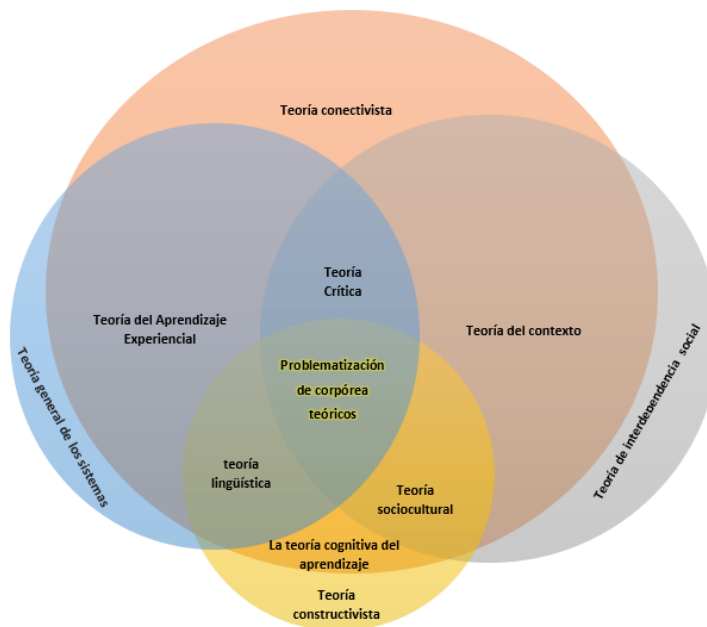 Teoría conectivista
Teoría
Crítica
Teoría del Aprendizaje
Experiencial
Teoría del contexto
Problematización
de corpórea
teóricos
Teoría general de los sistemas
Teoría de interdependencia social
teoría
lingüística
Teoría
sociocultural
La teoría cognitiva del
aprendizaje
Teoría
constructivista